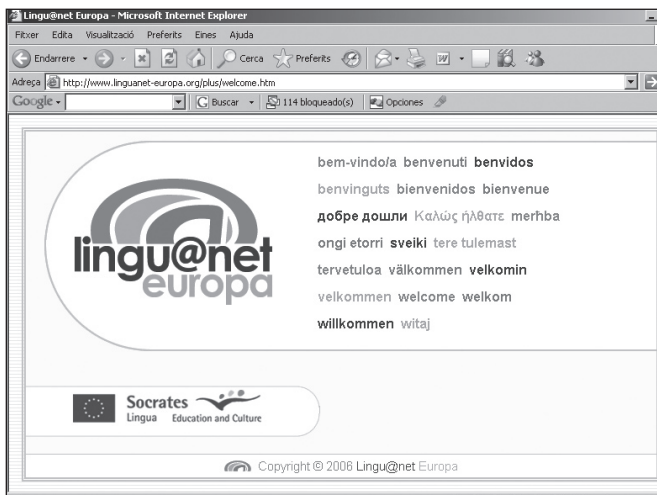 Lingu@net Europa - Microsoft Internet Explorer
Fitxer Edita Visualització Preferits Eines Ajuda
Endarrere Cerca Preferits
Adreça http://www.linguanet-europa.org/plus/welcome.htm
Google Buscar 114 bloqueado(s) Opciones
bem-vindo/a benvenuti benvidos
benvinguts bienvenidos bienvenue
добре дошли Καλώς ήλθατε merħba
ongi etorri sveiki tere tulemast
tervetuloa välkommen velkomin
velkommen welcome welkom
willkommen witaj
lingu@net
europa
Socrates
Lingua Education and Culture
Copyright © 2006 Lingu@net Europa